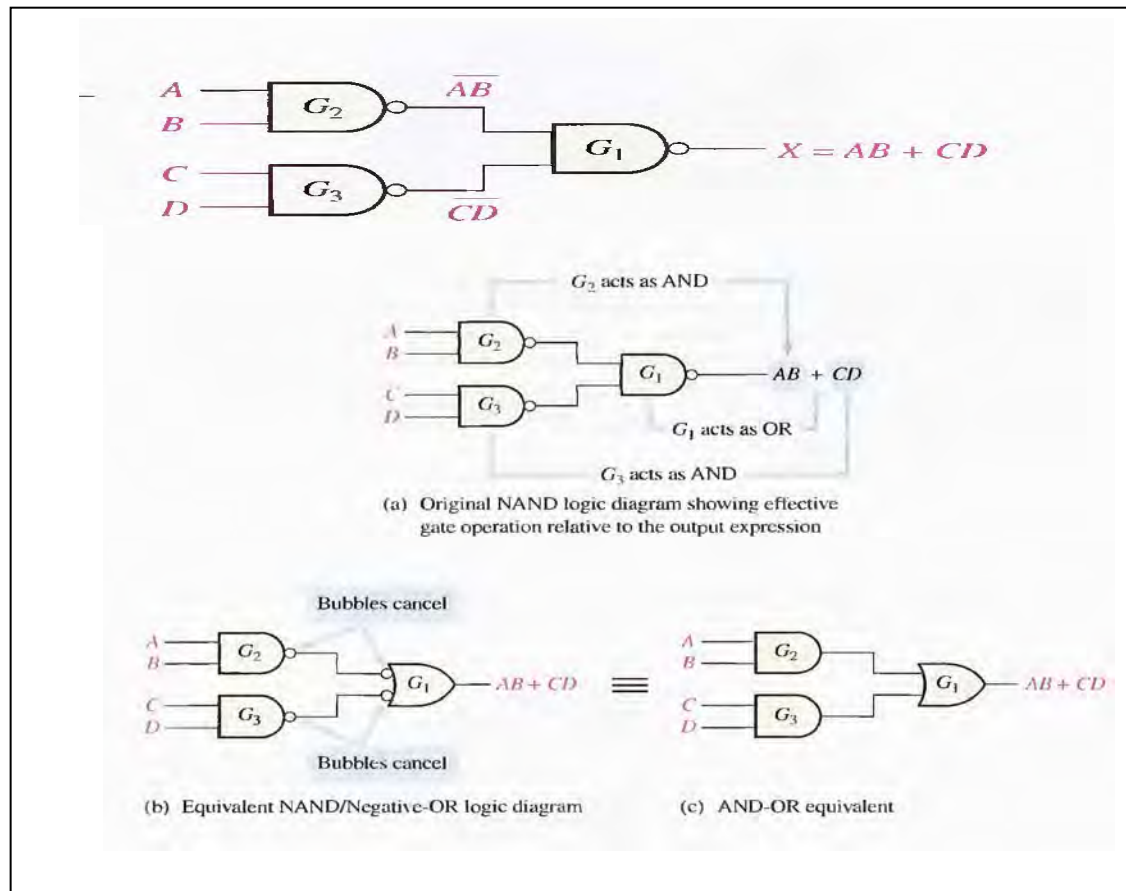 A
B
G₂
A̅B̅
G₁
X = AB + CD
C
D
G₃
C̅D̅
G₂ acts as AND
A
B
G₂
G₁
AB + CD
C
D
G₃
G₁ acts as OR
G₃ acts as AND
(a) Original NAND logic diagram showing effective
gate operation relative to the output expression
Bubbles cancel
A
B
G₂
G₁
AB + CD
C
D
G₃
Bubbles cancel
(b) Equivalent NAND/Negative-OR logic diagram
≡
A
B
G₂
G₁
AB + CD
C
D
G₃
(c) AND-OR equivalent